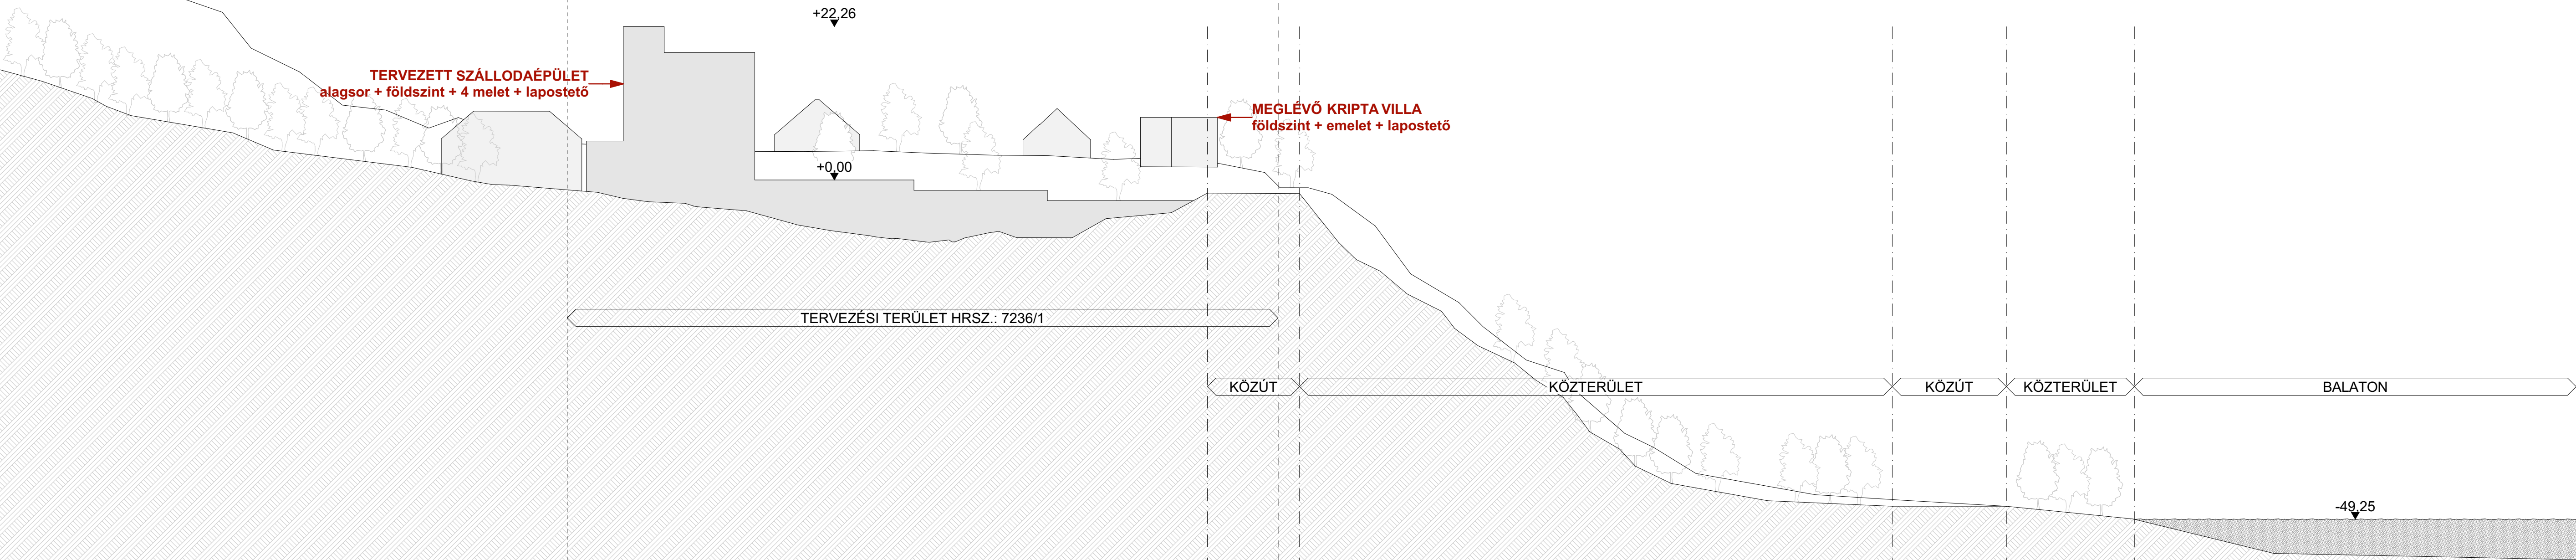 +22,26
TERVEZETT SZÁLLODAÉPÜLET
alagsor + földszint + 4 melet + lapostető
MEGLÉVŐ KRIPTA VILLA
földszint + emelet + lapostető
+0,00
TERVEZÉSI TERÜLET HRSZ.: 7236/1
KÖZÚT
KÖZTERÜLET
KÖZÚT
KÖZTERÜLET
BALATON
-49,25